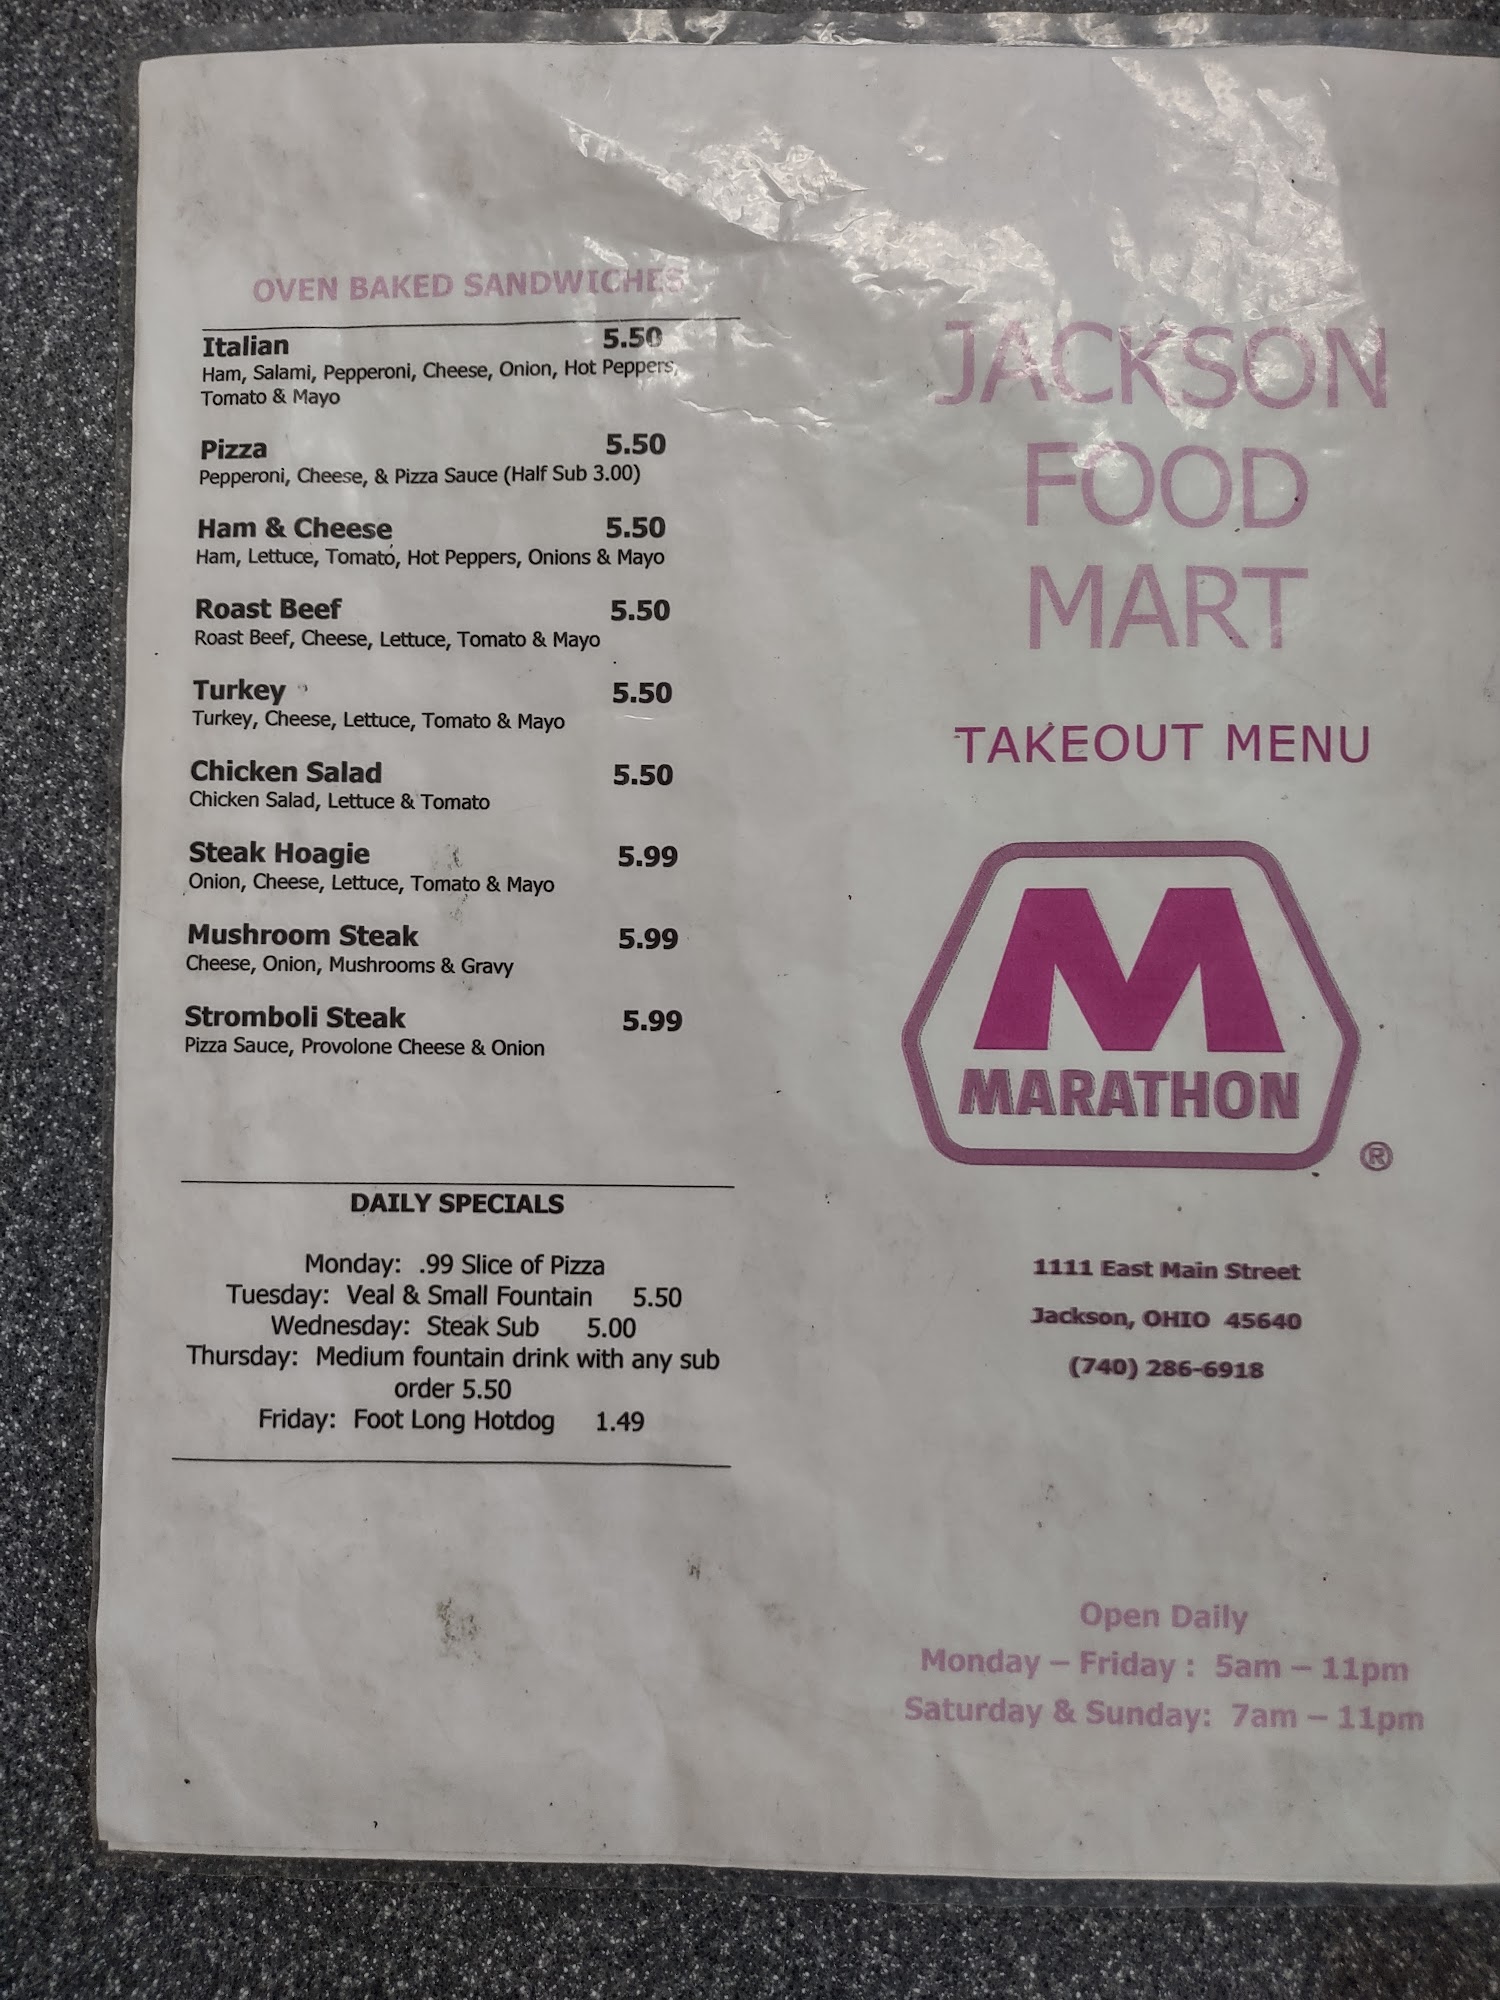 OVEN BAKED SANDWICHES
Italian 5.50
Ham, Salami, Pepperoni, Cheese, Onion, Hot Peppers,
Tomato & Mayo
Pizza 5.50
Pepperoni, Cheese, & Pizza Sauce (Half Sub 3.00)
Ham & Cheese 5.50
Ham, Lettuce, Tomato, Hot Peppers, Onions & Mayo
Roast Beef 5.50
Roast Beef, Cheese, Lettuce, Tomato & Mayo
Turkey 5.50
Turkey, Cheese, Lettuce, Tomato & Mayo
Chicken Salad 5.50
Chicken Salad, Lettuce & Tomato
Steak Hoagie 5.99
Onion, Cheese, Lettuce, Tomato & Mayo
Mushroom Steak 5.99
Cheese, Onion, Mushrooms & Gravy
Stromboli Steak 5.99
Pizza Sauce, Provolone Cheese & Onion
DAILY SPECIALS
Monday: .99 Slice of Pizza
Tuesday: Veal & Small Fountain 5.50
Wednesday: Steak Sub 5.00
Thursday: Medium fountain drink with any sub
order 5.50
Friday: Foot Long Hotdog 1.49
JACKSON
FOOD
MART
TAKEOUT MENU
M
MARATHON
®
1111 East Main Street
Jackson, OHIO 45640
(740) 286-6918
Open Daily
Monday – Friday : 5am – 11pm
Saturday & Sunday: 7am – 11pm